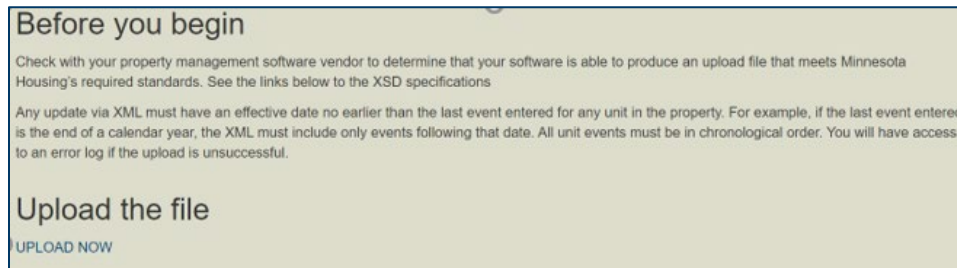 Before you begin
Check with your property management software vendor to determine that your software is able to produce an upload file that meets Minnesota
Housing's required standards. See the links below to the XSD specifications
Any update via XML must have an effective date no earlier than the last event entered for any unit in the property. For example, if the last event entered
is the end of a calendar year, the XML must include only events following that date. All unit events must be in chronological order. You will have access
to an error log if the upload is unsuccessful.
Upload the file
UPLOAD NOW